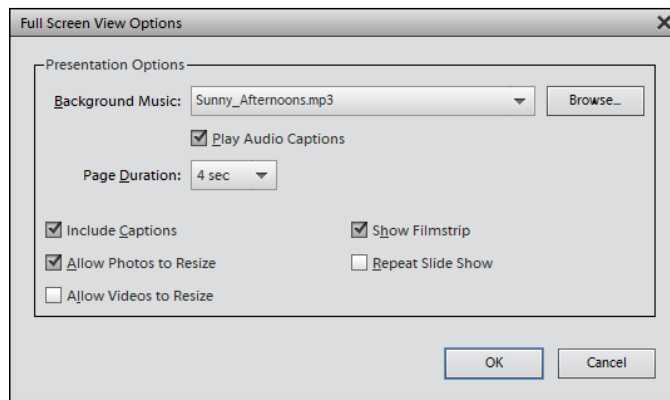 Full Screen View Options
Presentation Options
Background Music: Sunny_Afternoons.mp3 Browse...
Play Audio Captions
Page Duration: 4 sec
Include Captions Show Filmstrip
Allow Photos to Resize Repeat Slide Show
Allow Videos to Resize
OK Cancel